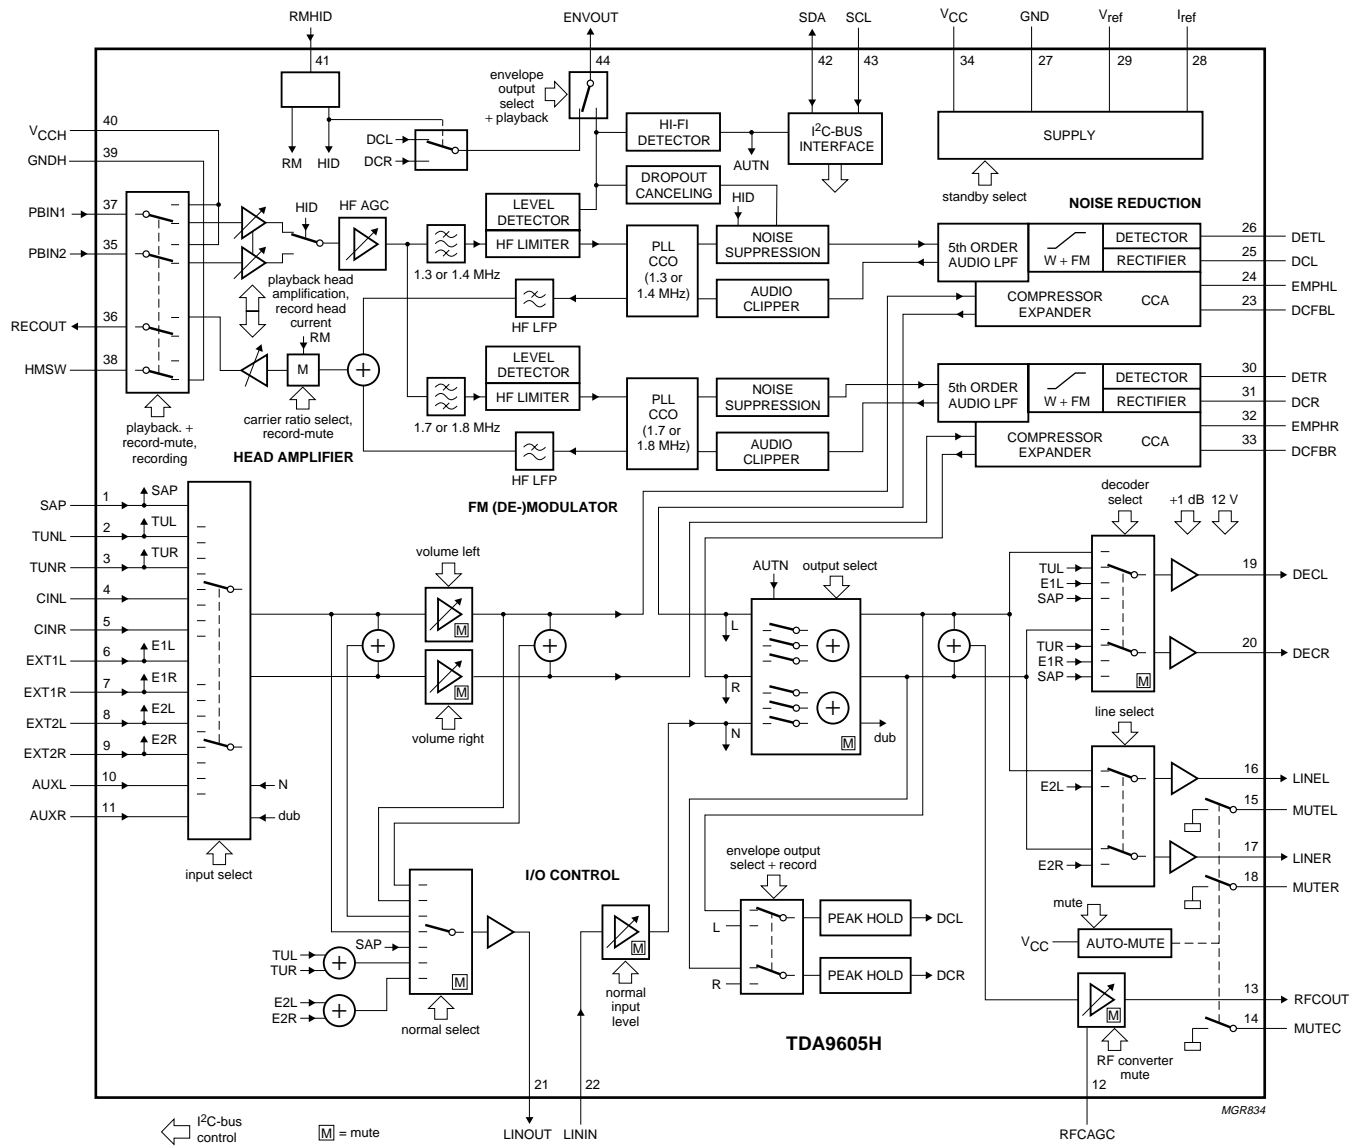 RMHID
ENVOUT
SDA
SCL
VCC
GND
Vref
Iref
41
44
42
43
34
27
29
28
envelope
output
select
+ playback
VCCH
40
GNDH
39
RM
HID
DCL
DCR
HI-FI
DETECTOR
AUTN
I2C-BUS
INTERFACE
SUPPLY
standby select
DROPOUT
CANCELING
HID
NOISE REDUCTION
PBIN1
37
PBIN2
35
HID
HF AGC
1.3 or 1.4 MHz
LEVEL
DETECTOR
HF LIMITER
PLL
CCO
(1.3 or
1.4 MHz)
NOISE
SUPPRESSION
AUDIO
CLIPPER
5th ORDER
AUDIO LPF
W + FM
DETECTOR
RECTIFIER
COMPRESSOR
EXPANDER
CCA
26
DETL
25
DCL
24
EMPHL
23
DCFBL
playback head
amplification,
record head
current
RM
HF LFP
RECOUT
36
HMSW
38
M
carrier ratio select,
record-mute
playback. +
record-mute,
recording
HEAD AMPLIFIER
1.7 or 1.8 MHz
LEVEL
DETECTOR
HF LIMITER
PLL
CCO
(1.7 or
1.8 MHz)
NOISE
SUPPRESSION
AUDIO
CLIPPER
HF LFP
FM (DE-)MODULATOR
5th ORDER
AUDIO LPF
W + FM
DETECTOR
RECTIFIER
COMPRESSOR
EXPANDER
CCA
30
DETR
31
DCR
32
EMPHR
33
DCFBR
SAP
1
SAP
TUNL
2
TUL
TUNR
3
TUR
CINL
4
CINR
5
EXT1L
6
E1L
EXT1R
7
E1R
EXT2L
8
E2L
EXT2R
9
E2R
AUXL
10
N
AUXR
11
dub
input select
volume left
M
M
volume right
AUTN
output select
L
R
N
M
dub
decoder
select
+1 dB
12 V
TUL
E1L
SAP
TUR
E1R
SAP
M
19
DECL
20
DECR
line select
E2L
E2R
16
LINEL
15
MUTEL
17
LINER
18
MUTER
mute
VCC
AUTO-MUTE
13
RFCOUT
14
MUTEC
M
RF converter
mute
12
RFCAGC
I/O CONTROL
SAP
TUL
TUR
E2L
E2R
M
normal select
M
normal
input
level
envelope output
select + record
L
R
PEAK HOLD
DCL
PEAK HOLD
DCR
TDA9605H
21
22
LINOUT
LININ
MGR834
I2C-bus
control
M = mute